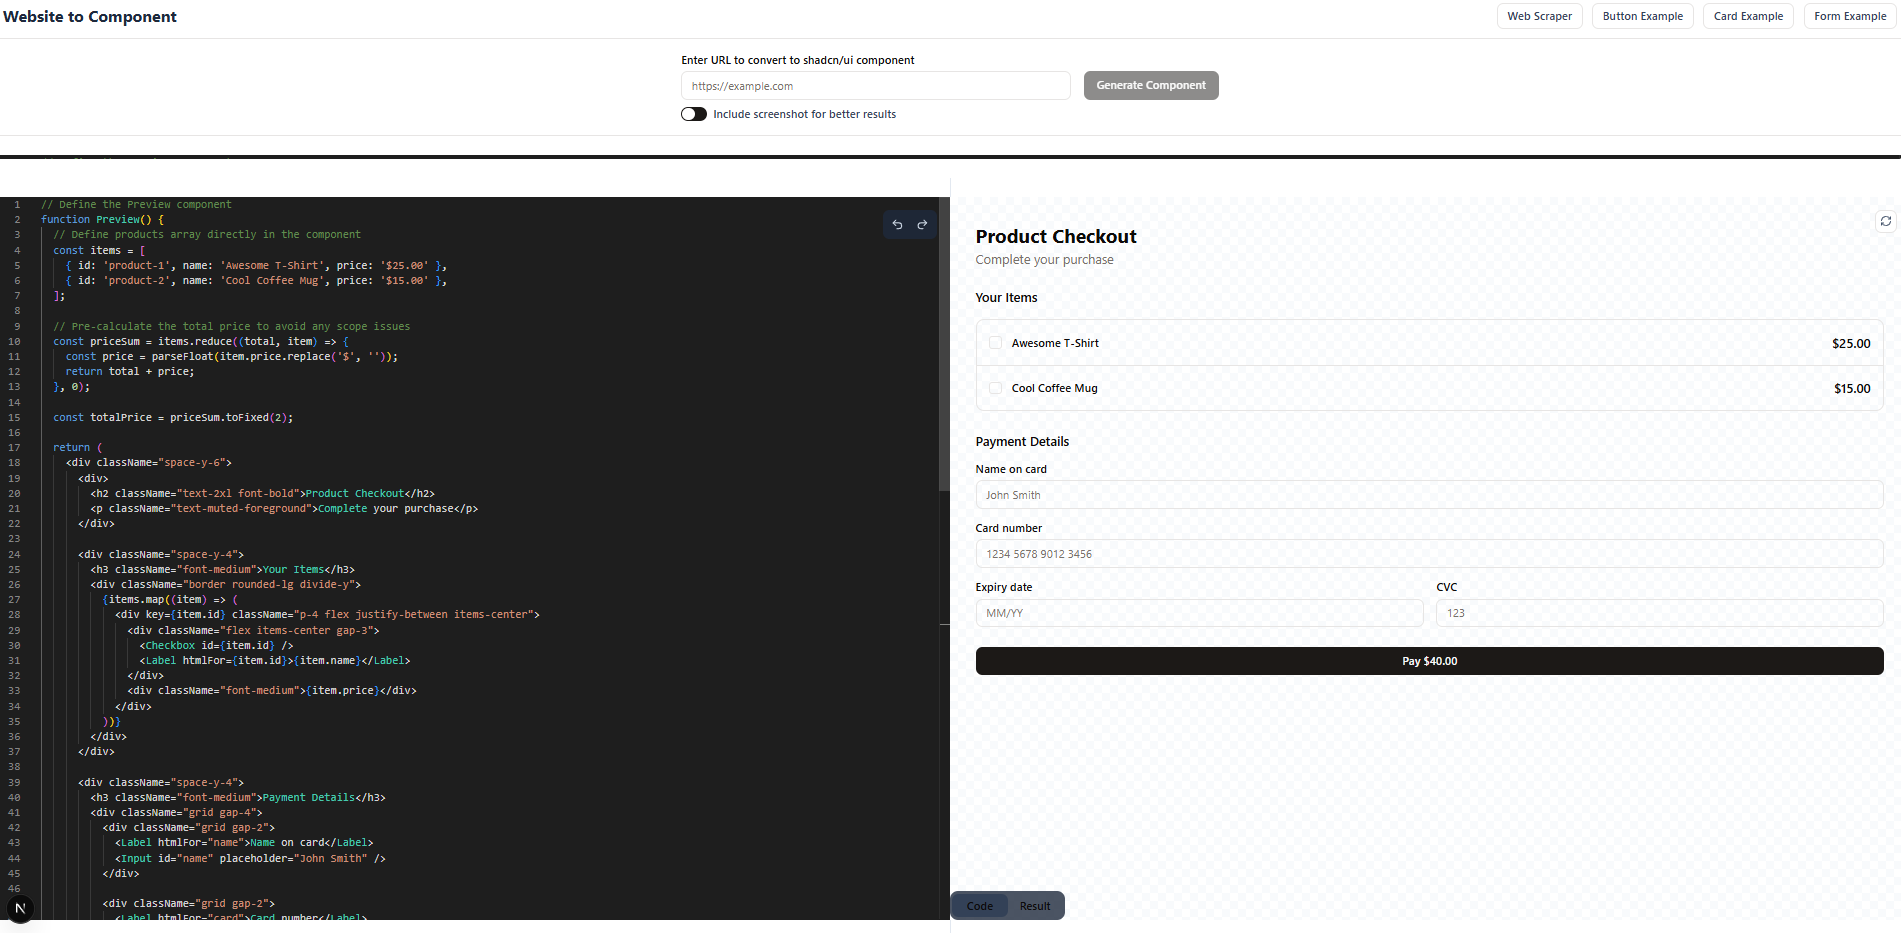 Website to Component
Web Scraper
Button Example
Card Example
Form Example
Enter URL to convert to shadcn/ui component
https://example.com
Generate Component
Include screenshot for better results
1 // Define the Preview component
2 function Preview() {
3 // Define products array directly in the component
4 const items = [
5 { id: 'product-1', name: 'Awesome T-Shirt', price: '$25.00' },
6 { id: 'product-2', name: 'Cool Coffee Mug', price: '$15.00' },
7 ];
8
9 // Pre-calculate the total price to avoid any scope issues
10 const priceSum = items.reduce((total, item) => {
11 const price = parseFloat(item.price.replace('$', ''));
12 return total + price;
13 }, 0);
14
15 const totalPrice = priceSum.toFixed(2);
16
17 return (
18 <div className="space-y-6">
19 <div>
20 <h2 className="text-2xl font-bold">Product Checkout</h2>
21 <p className="text-muted-foreground">Complete your purchase</p>
22 </div>
23
24 <div className="space-y-4">
25 <h3 className="font-medium">Your Items</h3>
26 <div className="border rounded-lg divide-y">
27 {items.map((item) => (
28 <div key={item.id} className="p-4 flex justify-between items-center">
29 <div className="flex items-center gap-3">
30 <Checkbox id={item.id} />
31 <Label htmlFor={item.id}>{item.name}</Label>
32 </div>
33 <div className="font-medium">{item.price}</div>
34 </div>
35 ))}
36 </div>
37 </div>
38
39 <div className="space-y-4">
40 <h3 className="font-medium">Payment Details</h3>
41 <div className="grid gap-4">
42 <div className="grid gap-2">
43 <Label htmlFor="name">Name on card</Label>
44 <Input id="name" placeholder="John Smith" />
45 </div>
46
<div className="grid gap-2">
<Label htmlFor="card">Card number</Label>
N
Product Checkout
Complete your purchase
Your Items
Awesome T-Shirt $25.00
Cool Coffee Mug $15.00
Payment Details
Name on card
John Smith
Card number
1234 5678 9012 3456
Expiry date
MM/YY
CVC
123
Pay $40.00
Code
Result